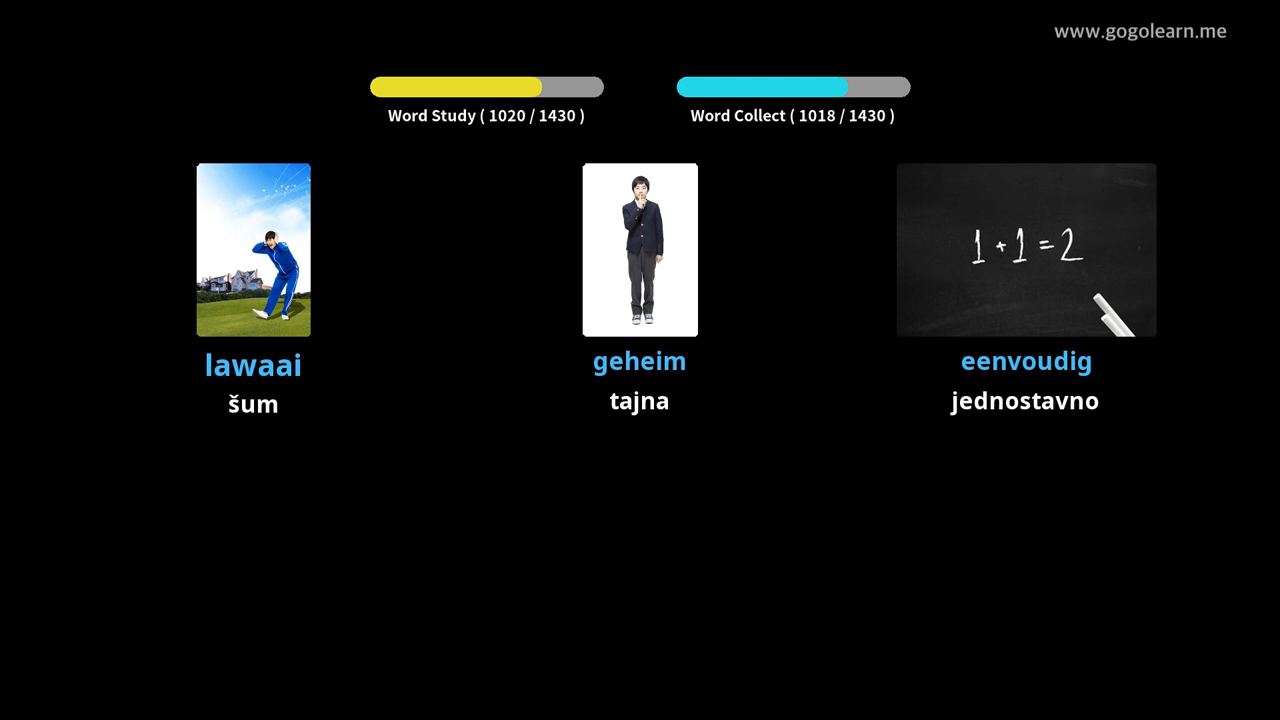 www.gogolearn.me
Word Study ( 1020 / 1430 )
Word Collect ( 1018 / 1430 )
1 + 1 = 2
lawaai
šum
geheim
tajna
eenvoudig
jednostavno